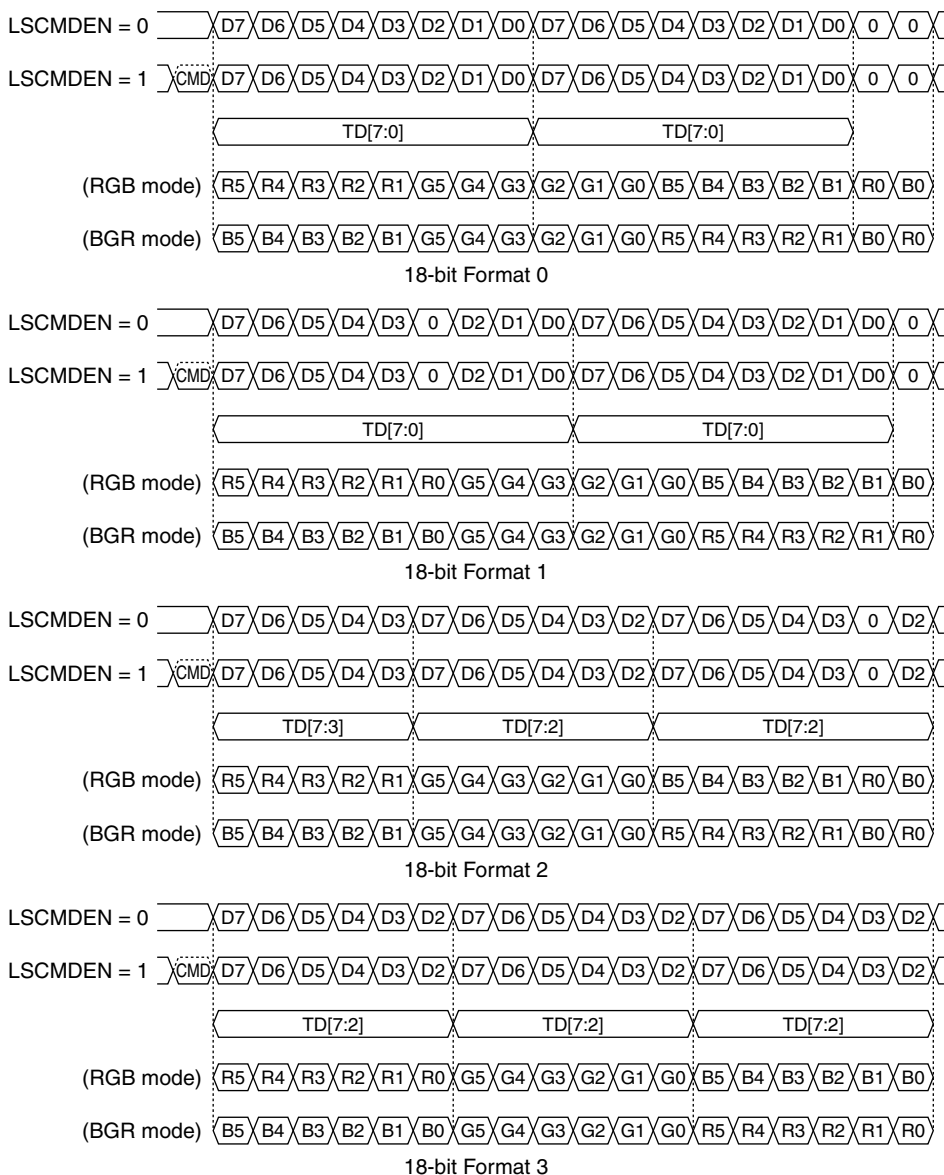 LSCMDEN = 0 D7 D6 D5 D4 D3 D2 D1 D0 D7 D6 D5 D4 D3 D2 D1 D0 0 0
LSCMDEN = 1 CMD D7 D6 D5 D4 D3 D2 D1 D0 D7 D6 D5 D4 D3 D2 D1 D0 0 0
TD[7:0] TD[7:0]
(RGB mode) R5 R4 R3 R2 R1 G5 G4 G3 G2 G1 G0 B5 B4 B3 B2 B1 R0 B0
(BGR mode) B5 B4 B3 B2 B1 G5 G4 G3 G2 G1 G0 R5 R4 R3 R2 R1 B0 R0
18-bit Format 0
LSCMDEN = 0 D7 D6 D5 D4 D3 0 D2 D1 D0 D7 D6 D5 D4 D3 D2 D1 D0 0
LSCMDEN = 1 CMD D7 D6 D5 D4 D3 0 D2 D1 D0 D7 D6 D5 D4 D3 D2 D1 D0 0
TD[7:0] TD[7:0]
(RGB mode) R5 R4 R3 R2 R1 R0 G5 G4 G3 G2 G1 G0 B5 B4 B3 B2 B1 B0
(BGR mode) B5 B4 B3 B2 B1 B0 G5 G4 G3 G2 G1 G0 R5 R4 R3 R2 R1 R0
18-bit Format 1
LSCMDEN = 0 D7 D6 D5 D4 D3 D7 D6 D5 D4 D3 D2 D7 D6 D5 D4 D3 0 D2
LSCMDEN = 1 CMD D7 D6 D5 D4 D3 D7 D6 D5 D4 D3 D2 D7 D6 D5 D4 D3 0 D2
TD[7:3] TD[7:2] TD[7:2]
(RGB mode) R5 R4 R3 R2 R1 G5 G4 G3 G2 G1 G0 B5 B4 B3 B2 B1 R0 B0
(BGR mode) B5 B4 B3 B2 B1 G5 G4 G3 G2 G1 G0 R5 R4 R3 R2 R1 B0 R0
18-bit Format 2
LSCMDEN = 0 D7 D6 D5 D4 D3 D2 D7 D6 D5 D4 D3 D2 D7 D6 D5 D4 D3 D2
LSCMDEN = 1 CMD D7 D6 D5 D4 D3 D2 D7 D6 D5 D4 D3 D2 D7 D6 D5 D4 D3 D2
TD[7:2] TD[7:2] TD[7:2]
(RGB mode) R5 R4 R3 R2 R1 R0 G5 G4 G3 G2 G1 G0 B5 B4 B3 B2 B1 B0
(BGR mode) B5 B4 B3 B2 B1 B0 G5 G4 G3 G2 G1 G0 R5 R4 R3 R2 R1 R0
18-bit Format 3